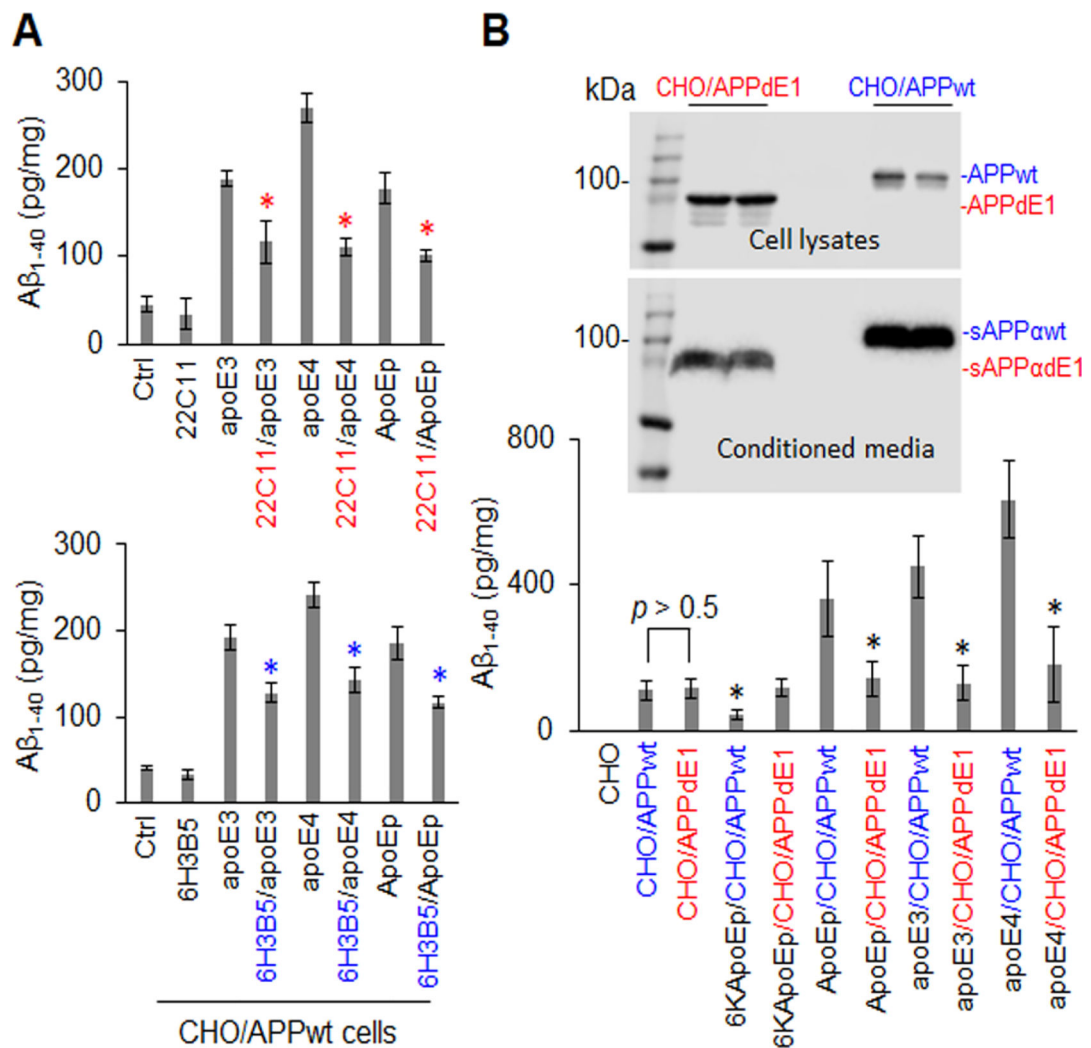 A
Aβ1-40 (pg/mg)
300
200
100
0
Ctrl
22C11
apoE3
22C11/apoE3
apoE4
22C11/apoE4
ApoEp
22C11/ApoEp
*
*
*
Aβ1-40 (pg/mg)
300
200
100
0
Ctrl
6H3B5
apoE3
6H3B5/apoE3
apoE4
6H3B5/apoE4
ApoEp
6H3B5/ApoEp
*
*
*
CHO/APPwt cells
B
kDa
CHO/APPdE1
CHO/APPwt
100-
-APPwt
-APPdE1
Cell lysates
100-
-sAPPαwt
-sAPPαdE1
Conditioned media
Aβ1-40 (pg/mg)
800
400
0
p > 0.5
*
*
*
*
CHO
CHO/APPwt
CHO/APPdE1
6KApoEp/CHO/APPwt
6KApoEp/CHO/APPdE1
ApoEp/CHO/APPwt
ApoEp/CHO/APPdE1
apoE3/CHO/APPwt
apoE3/CHO/APPdE1
apoE4/CHO/APPwt
apoE4/CHO/APPdE1